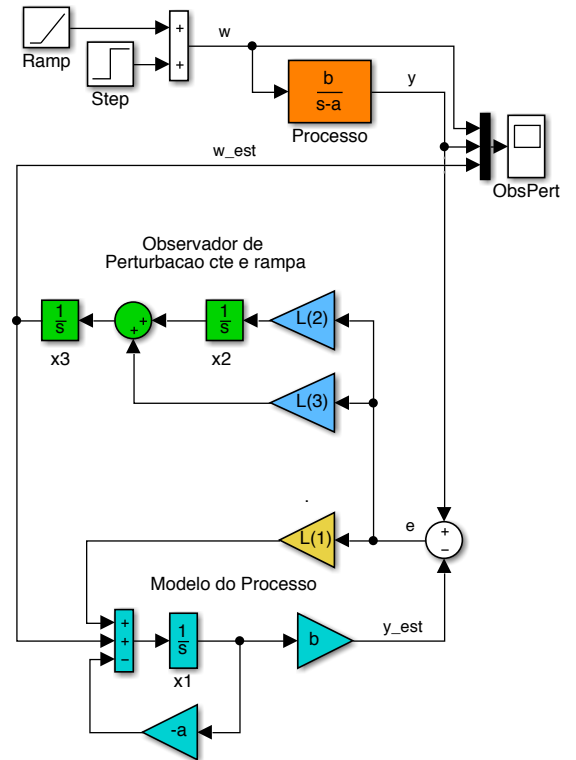 Ramp
+
+
w
Step
b
s-a
Processo
y
w_est
ObsPert
Observador de
Perturbacao cte e rampa
1
s
x3
+
+
1
s
x2
L(2)
L(3)
L(1)
e
+
−
Modelo do Processo
+
+
−
1
s
x1
b
y_est
-a